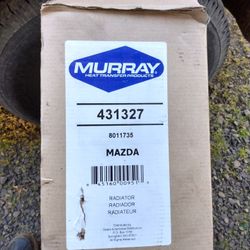 MURRAY
HEAT TRANSFER PRODUCTS
431327
8011735
MAZDA
RADIATOR
RADIADOR
RADIATEUR